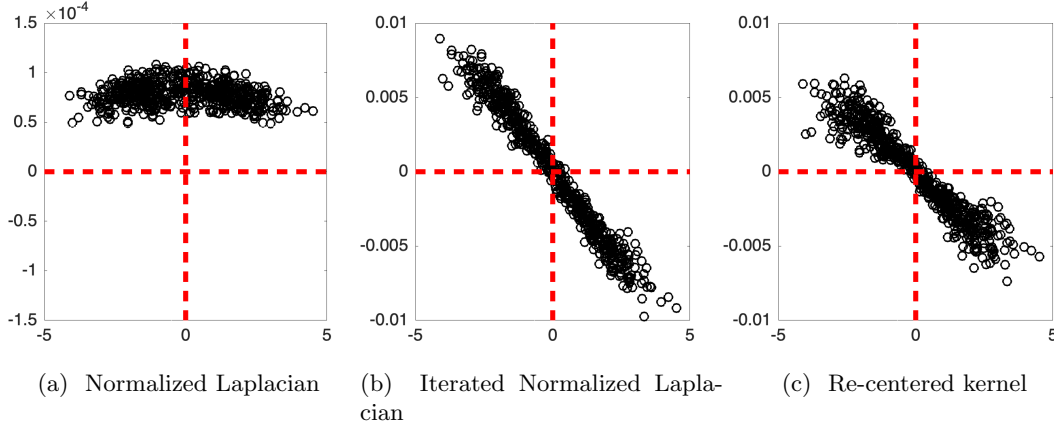 ×10⁻⁴
1.5
1
0.5
0
-0.5
-1
-1.5
-5 0 5
(a) Normalized Laplacian
0.01
0.005
0
-0.005
-0.01
-5 0 5
(b) Iterated Normalized Lapla-
cian
0.01
0.005
0
-0.005
-0.01
-5 0 5
(c) Re-centered kernel